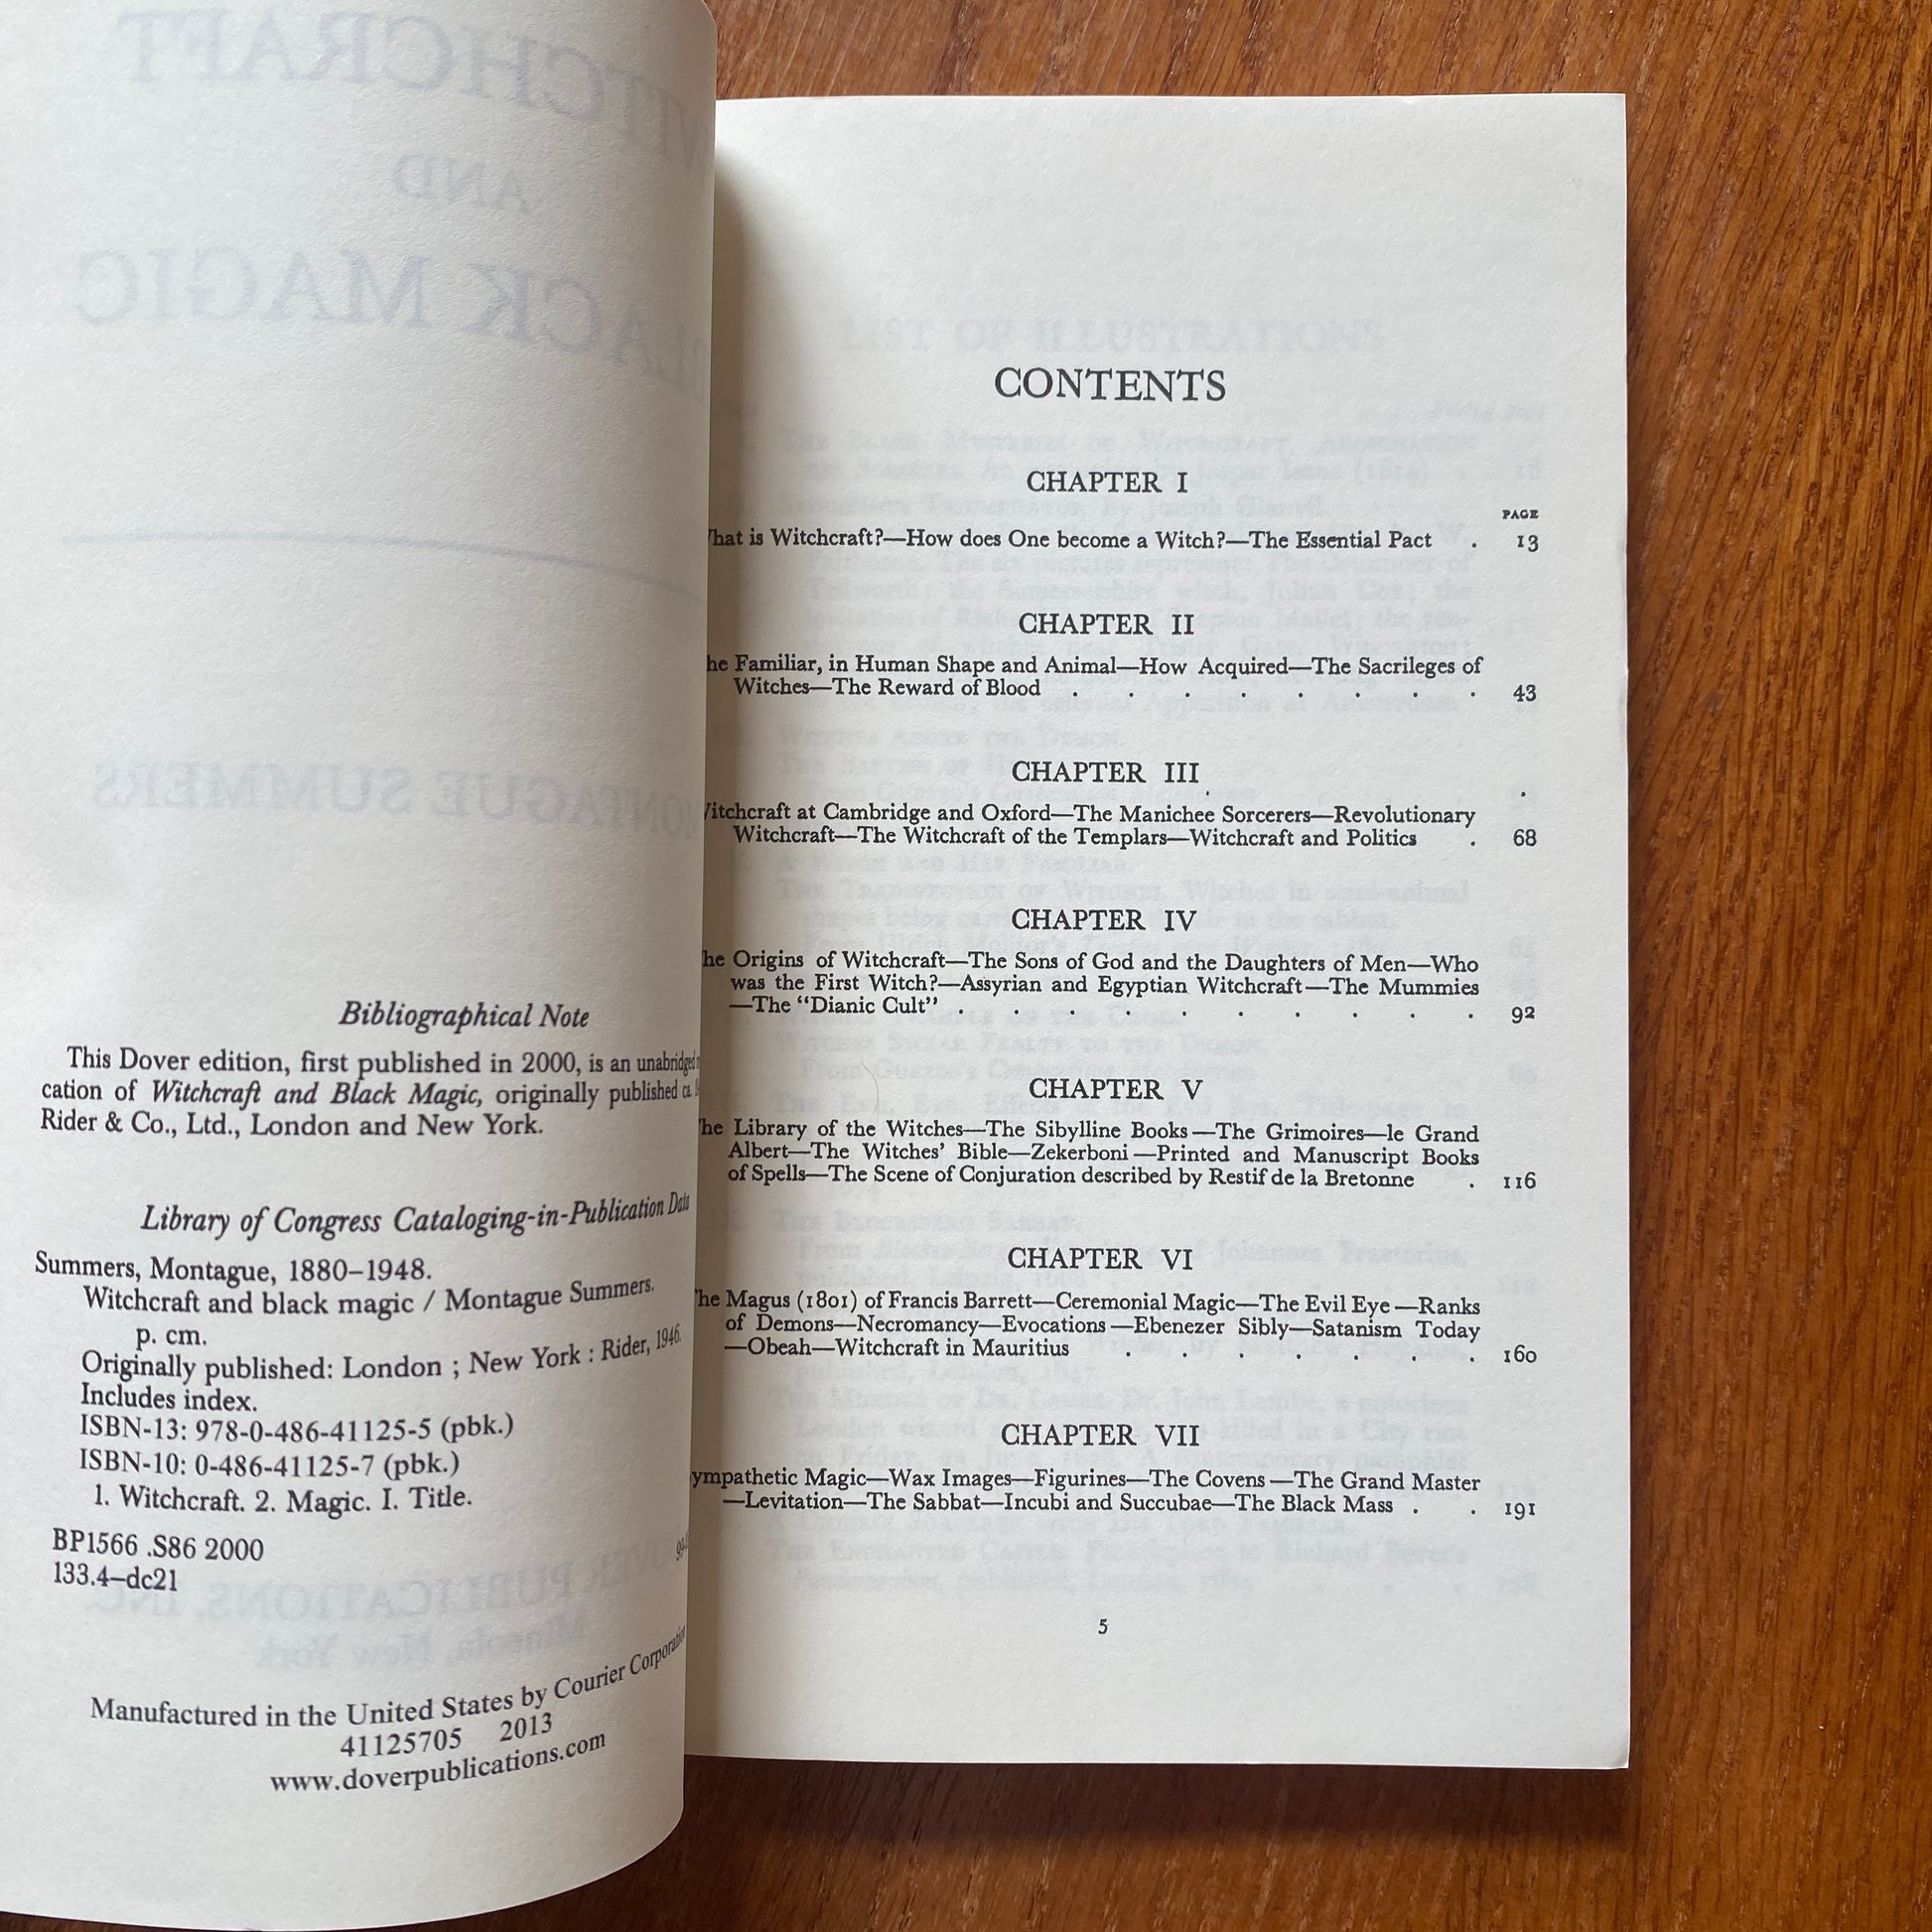 Bibliographical Note
This Dover edition, first published in 2000, is an unabridged
cation of Witchcraft and Black Magic, originally published ca.
Rider & Co., Ltd., London and New York.
Library of Congress Cataloging-in-Publication Data
Summers, Montague, 1880–1948.
Witchcraft and black magic / Montague Summers.
p. cm.
Originally published: London ; New York : Rider, 1946.
Includes index.
ISBN-13: 978-0-486-41125-5 (pbk.)
ISBN-10: 0-486-41125-7 (pbk.)
1. Witchcraft. 2. Magic. I. Title.
BP1566 .S86 2000
133.4–dc21
Manufactured in the United States by Courier Corporation
41125705 2013
www.doverpublications.com
CONTENTS
CHAPTER I
PAGE
hat is Witchcraft?—How does One become a Witch?—The Essential Pact . 13
CHAPTER II
he Familiar, in Human Shape and Animal—How Acquired—The Sacrileges of
Witches—The Reward of Blood . . . . . . . . 43
CHAPTER III
itchcraft at Cambridge and Oxford—The Manichee Sorcerers—Revolutionary
Witchcraft—The Witchcraft of the Templars—Witchcraft and Politics . 68
CHAPTER IV
he Origins of Witchcraft—The Sons of God and the Daughters of Men—Who
was the First Witch?—Assyrian and Egyptian Witchcraft—The Mummies
—The "Dianic Cult" . . . . . . . . . . 92
CHAPTER V
he Library of the Witches—The Sibylline Books—The Grimoires—le Grand
Albert—The Witches' Bible—Zekerboni—Printed and Manuscript Books
of Spells—The Scene of Conjuration described by Restif de la Bretonne . 116
CHAPTER VI
he Magus (1801) of Francis Barrett—Ceremonial Magic—The Evil Eye—Ranks
of Demons—Necromancy—Evocations—Ebenezer Sibly—Satanism Today
—Obeah—Witchcraft in Mauritius . . . . . . . 160
CHAPTER VII
ympathetic Magic—Wax Images—Figurines—The Covens—The Grand Master
—Levitation—The Sabbat—Incubi and Succubae—The Black Mass . . 191
5